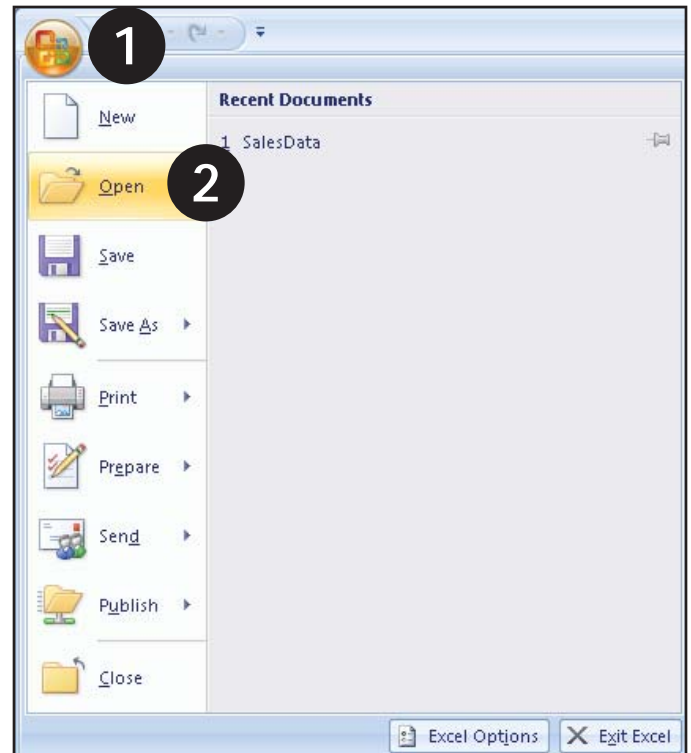 1
Recent Documents
New
1 SalesData
Open
2
Save
Save As
Print
Prepare
Send
Publish
Close
Excel Options
Exit Excel